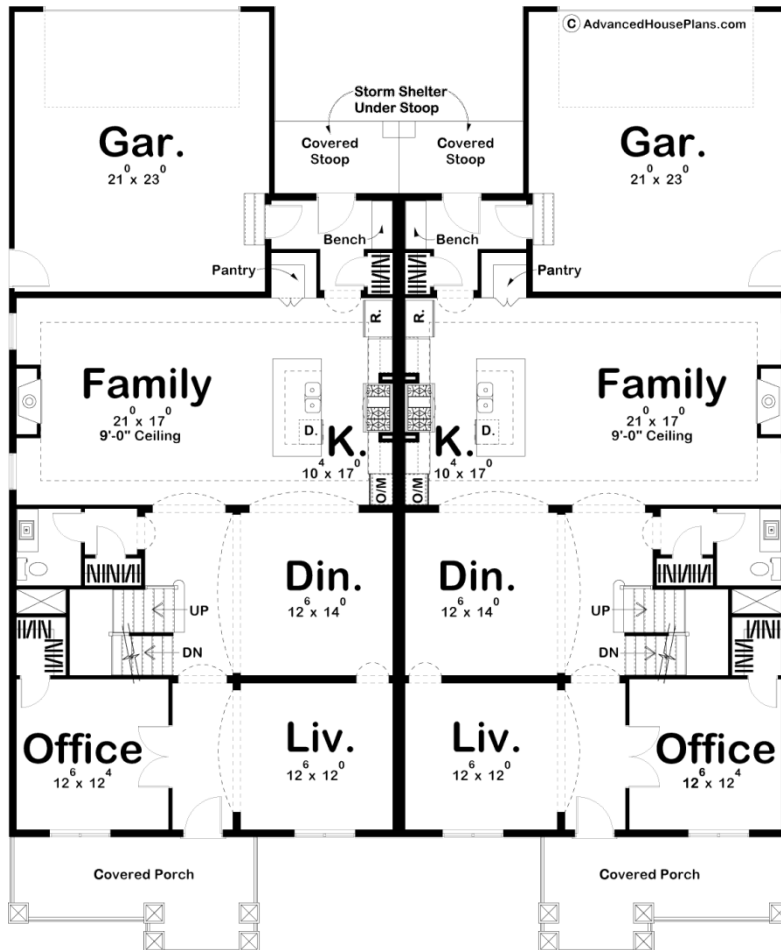 © AdvancedHousePlans.com
Storm Shelter
Under Stoop
Gar.
21⁰ x 23⁰
Covered
Stoop
Covered
Stoop
Gar.
21⁰ x 23⁰
Bench
Bench
Pantry
Pantry
R.
R.
Family
21⁰ x 17⁰
9'-0" Ceiling
D.
K.
10⁴ x 17⁰
O/M
O/M
D.
K.
10⁴ x 17⁰
Family
21⁰ x 17⁰
9'-0" Ceiling
Din.
12⁶ x 14⁰
Din.
12⁶ x 14⁰
UP
UP
DN
DN
Office
12⁶ x 12⁴
Liv.
12⁶ x 12⁰
Liv.
12⁶ x 12⁰
Office
12⁶ x 12⁴
Covered Porch
Covered Porch